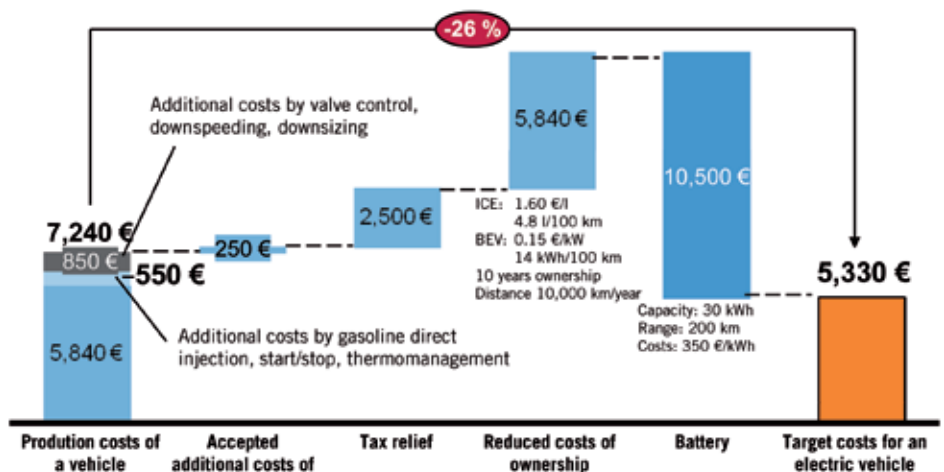 -26 %
Additional costs by valve control,
downspeeding, downsizing
7,240 €
850 €
550 €
5,840 €
Additional costs by gasoline direct
injection, start/stop, thermomanagement
250 €
2,500 €
5,840 €
ICE: 1.60 €/l
4.8 l/100 km
BEV: 0.15 €/kW
14 kWh/100 km
10 years ownership
Distance 10,000 km/year
10,500 €
Capacity: 30 kWh
Range: 200 km
Costs: 350 €/kWh
5,330 €
Prodution costs of
a vehicle
Accepted
additional costs of
Tax relief
Reduced costs of
ownership
Battery
Target costs for an
electric vehicle